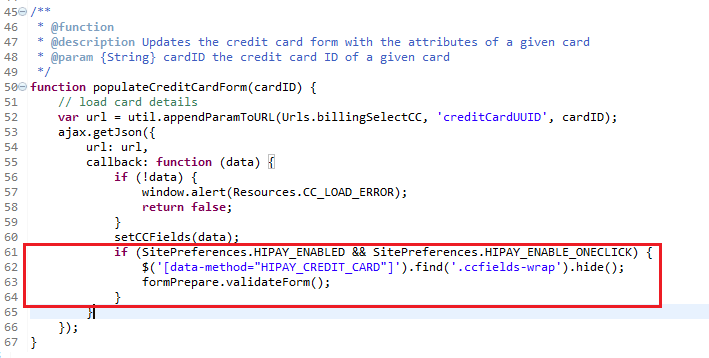 45 /**
46  * @function
47  * @description Updates the credit card form with the attributes of a given card
48  * @param {String} cardID the credit card ID of a given card
49  */
50 function populateCreditCardForm(cardID) {
51     // load card details
52     var url = util.appendParamToURL(Urls.billingSelectCC, 'creditCardUUID', cardID);
53     ajax.getJson({
54         url: url,
55         callback: function (data) {
56             if (!data) {
57                 window.alert(Resources.CC_LOAD_ERROR);
58                 return false;
59             }
60             setCCFields(data);
61             if (SitePreferences.HIPAY_ENABLED && SitePreferences.HIPAY_ENABLE_ONECLICK) {
62                 $('[data-method="HIPAY_CREDIT_CARD"]').find('.ccfields-wrap').hide();
63                 formPrepare.validateForm();
64             }
65         }
66     });
67 }